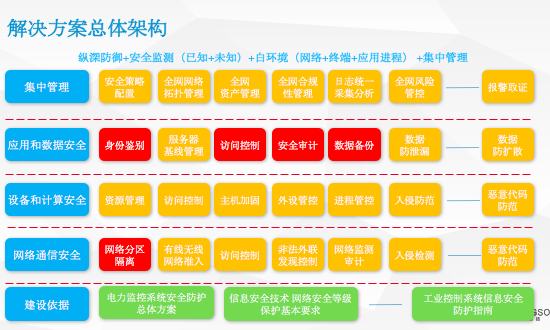 解决方案总体架构
纵深防御+安全监测（已知+未知）+白环境（网络+终端+应用进程）+集中管理
集中管理
安全策略
配置
全网网络
拓扑管理
全网
资产管理
全网合规
性管理
日志统一
采集分析
全网风险
管控
报警取证
应用和数据安全
身份鉴别
服务器
基线管理
访问控制
安全审计
数据备份
数据
防泄漏
数据
防扩散
设备和计算安全
资源管理
访问控制
主机加固
外设管控
进程管控
入侵防范
恶意代码
防范
网络通信安全
网络分区
隔离
有线无线
网络准入
访问控制
非法外联
发现控制
网络监测
审计
入侵检测
恶意代码
防范
建设依据
电力监控系统安全防护
总体方案
信息安全技术 网络安全等级
保护基本要求
工业控制系统信息安全
防护指南